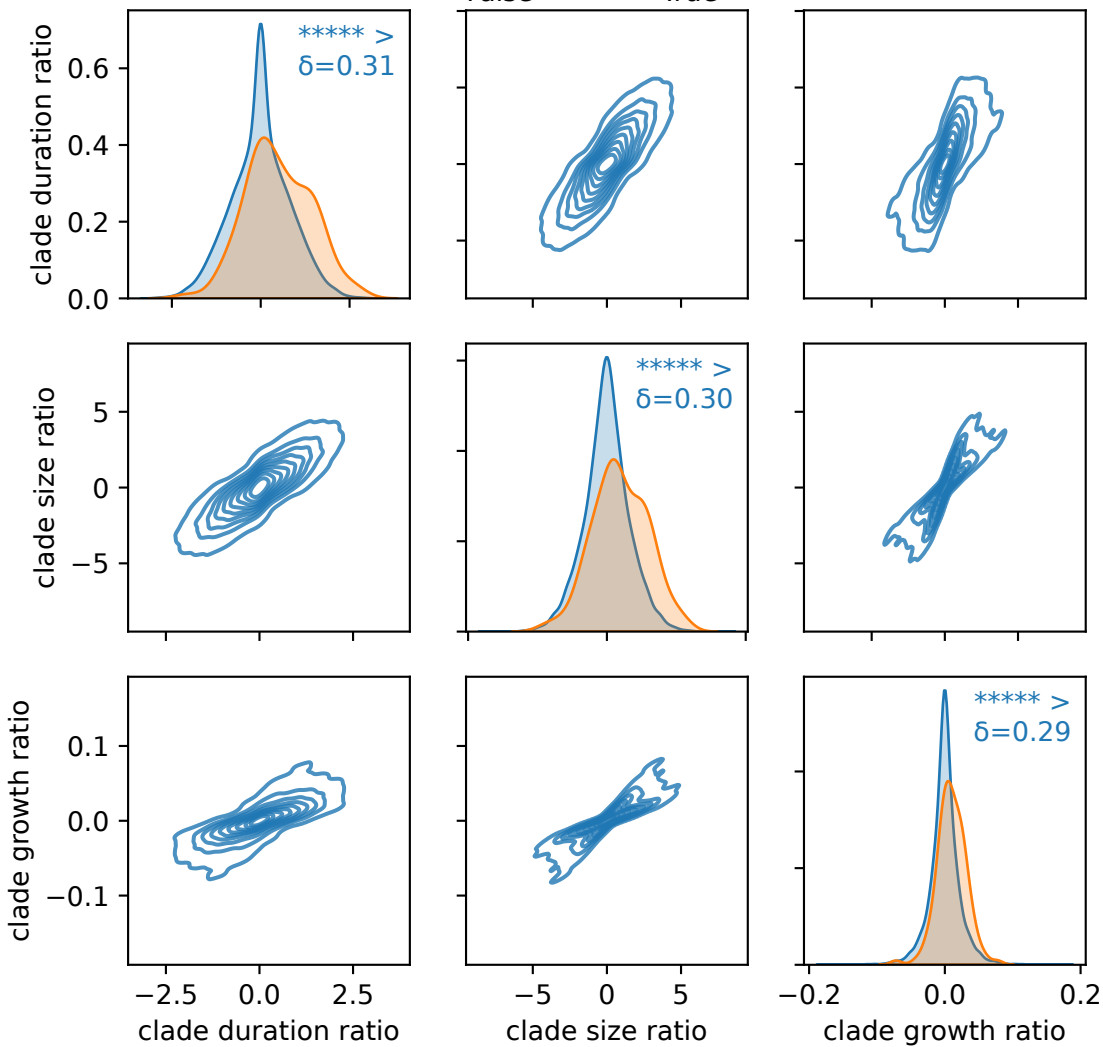 ***** >
δ=0.31
clade duration ratio
0.6
0.4
0.2
0.0
***** >
δ=0.30
clade size ratio
5
0
−5
***** >
δ=0.29
clade growth ratio
0.1
0.0
−0.1
−2.5 0.0 2.5 −5 0 5 −0.2 0.0 0.2
clade duration ratio clade size ratio clade growth ratio